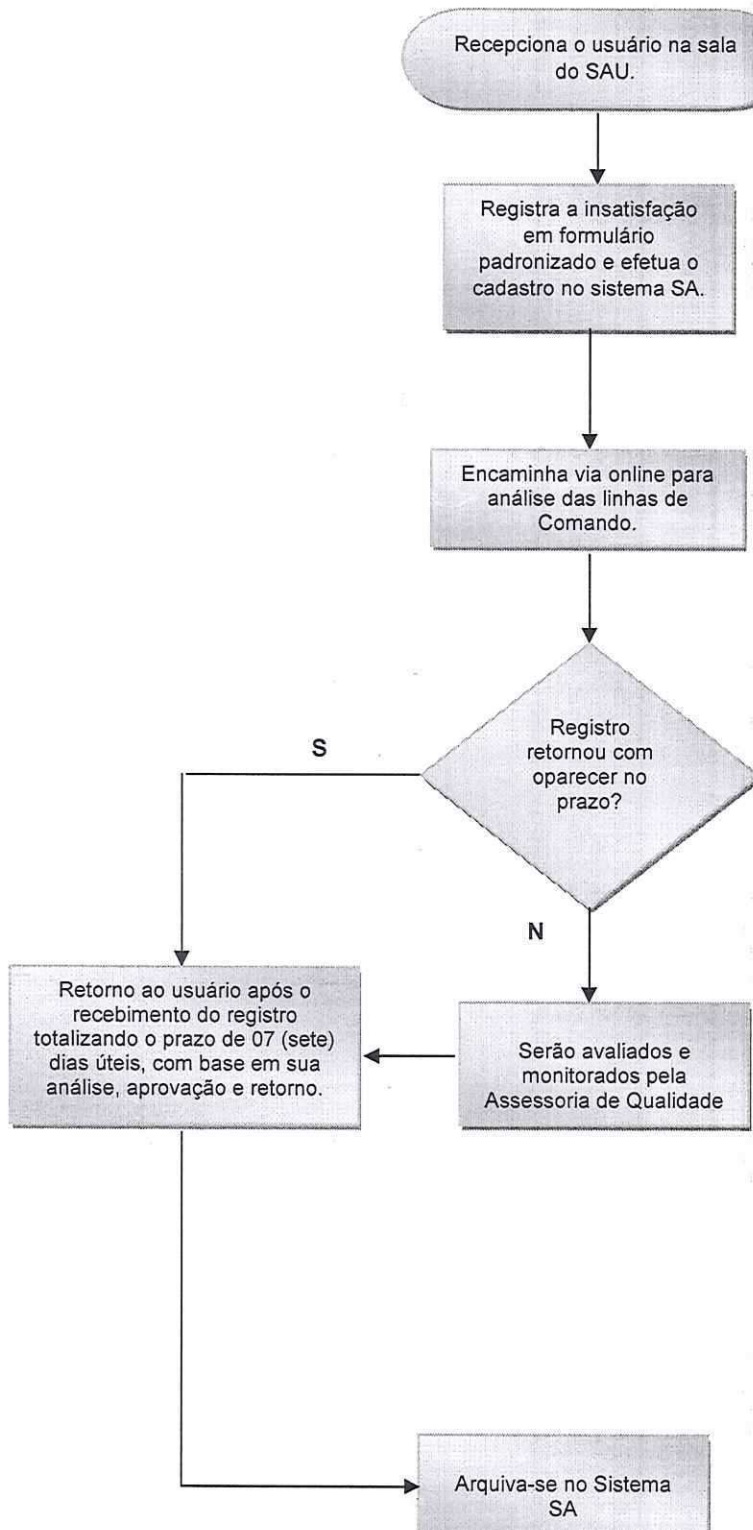 Recepciona o usuário na sala
do SAU.
Registra a insatisfação
em formulário
padronizado e efetua o
cadastro no sistema SA.
Encaminha via online para
análise das linhas de
Comando.
Registro
retornou com
oparecer no
prazo?
S
N
Retorno ao usuário após o
recebimento do registro
totalizando o prazo de 07 (sete)
dias úteis, com base em sua
análise, aprovação e retorno.
Serão avaliados e
monitorados pela
Assessoria de Qualidade
Arquiva-se no Sistema
SA